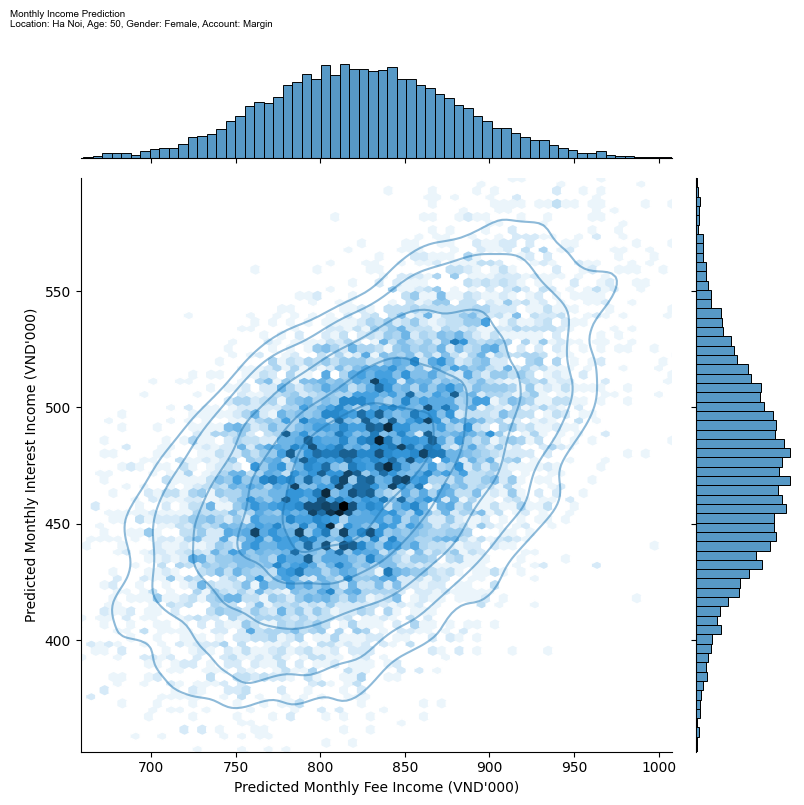 Monthly Income Prediction
Location: Ha Noi, Age: 50, Gender: Female, Account: Margin
550
500
450
400
Predicted Monthly Interest Income (VND'000)
700 750 800 850 900 950 1000
Predicted Monthly Fee Income (VND'000)